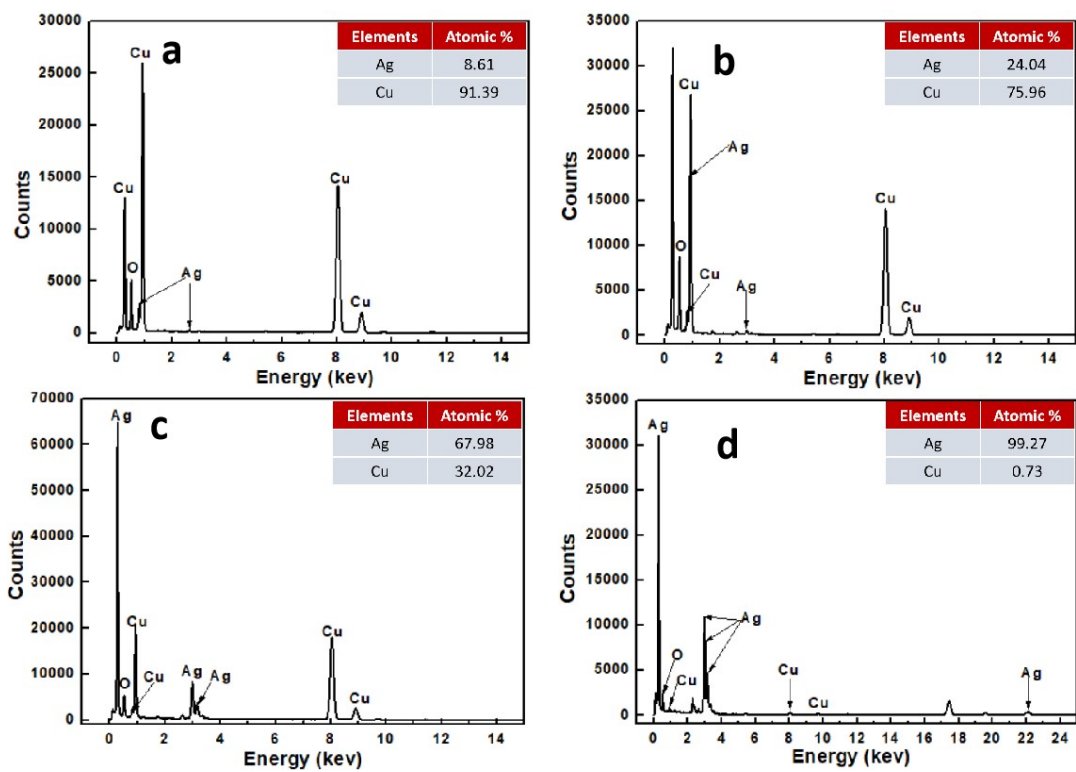 a
Elements Atomic %
Ag 8.61
Cu 91.39
30000
25000
20000
15000
10000
5000
0
Counts
Cu
Cu
O
Ag
Cu
Cu
0 2 4 6 8 10 12 14
Energy (kev)
b
Elements Atomic %
Ag 24.04
Cu 75.96
35000
30000
25000
20000
15000
10000
5000
0
Counts
Cu
Ag
O
Cu
Ag
Cu
Cu
0 2 4 6 8 10 12 14
Energy (kev)
c
Elements Atomic %
Ag 67.98
Cu 32.02
70000
60000
50000
40000
30000
20000
10000
0
Counts
Ag
Cu
O
Cu
Ag
Ag
Cu
Cu
0 2 4 6 8 10 12 14
Energy (kev)
d
Elements Atomic %
Ag 99.27
Cu 0.73
35000
30000
25000
20000
15000
10000
5000
0
Counts
Ag
O
Cu
Ag
Cu
Cu
Ag
0 2 4 6 8 10 12 14 16 18 20 22 24
Energy (kev)